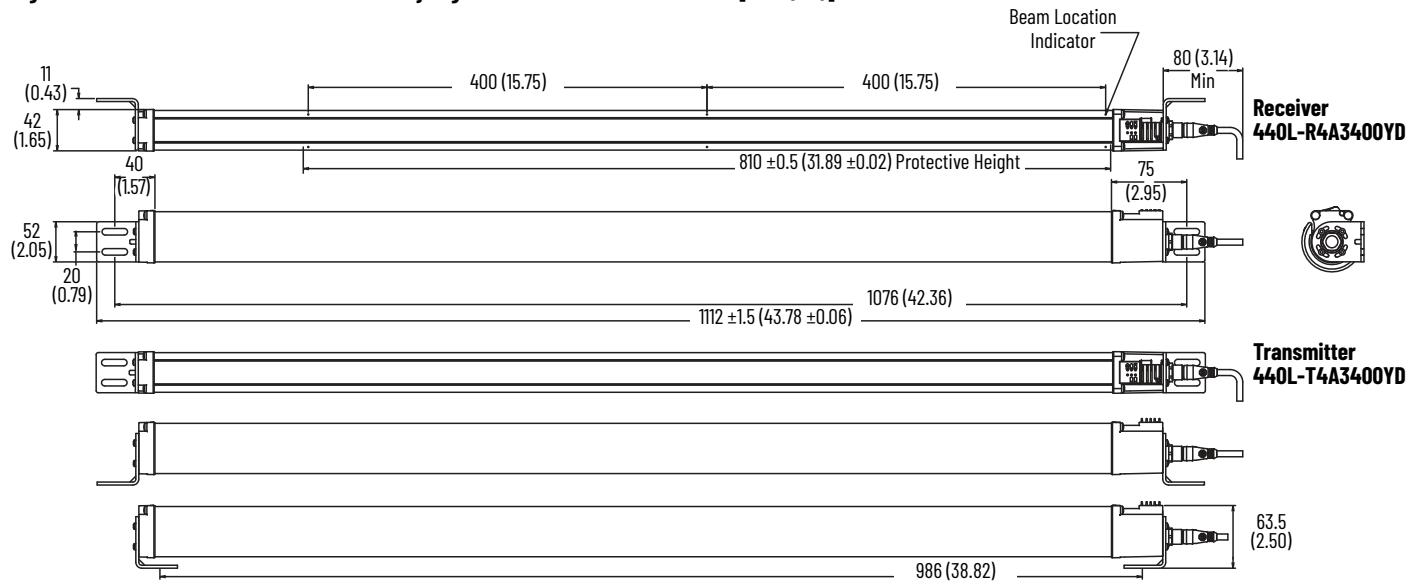 Beam Location
Indicator
80 (3.14)
Min
11
(0.43)
400 (15.75)
400 (15.75)
Receiver
440L-R4A3400YD
42
(1.65)
810 ±0.5 (31.89 ±0.02) Protective Height
40
(1.57)
75
(2.95)
52
(2.05)
20
(0.79)
1076 (42.36)
1112 ±1.5 (43.78 ±0.06)
Transmitter
440L-T4A3400YD
63.5
(2.50)
986 (38.82)